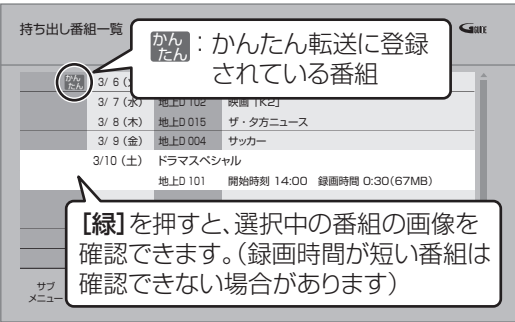 持ち出し番組一覧
GUIDE
かん
たん
:かんたん転送に登録
されている番組
かん
たん
3/ 6 (
3/ 7 (水) 地上D 102 映画「K2」
3/ 8 (木) 地上D 015 ザ・夕方ニュース
3/ 9 (金) 地上D 004 サッカー
3/10 (土) ドラマスペシャル
地上D 101 開始時刻 14:00 録画時間 0:30(67MB)
[緑]を押すと、選択中の番組の画像を
確認できます。(録画時間が短い番組は
確認できない場合があります)
サブ
メニュー